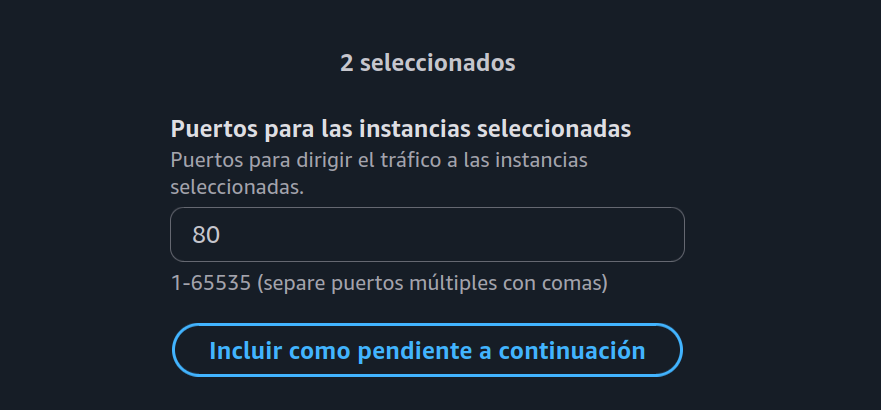 2 seleccionados
Puertos para las instancias seleccionadas
Puertos para dirigir el tráfico a las instancias
seleccionadas.
80
1-65535 (separe puertos múltiples con comas)
Incluir como pendiente a continuación